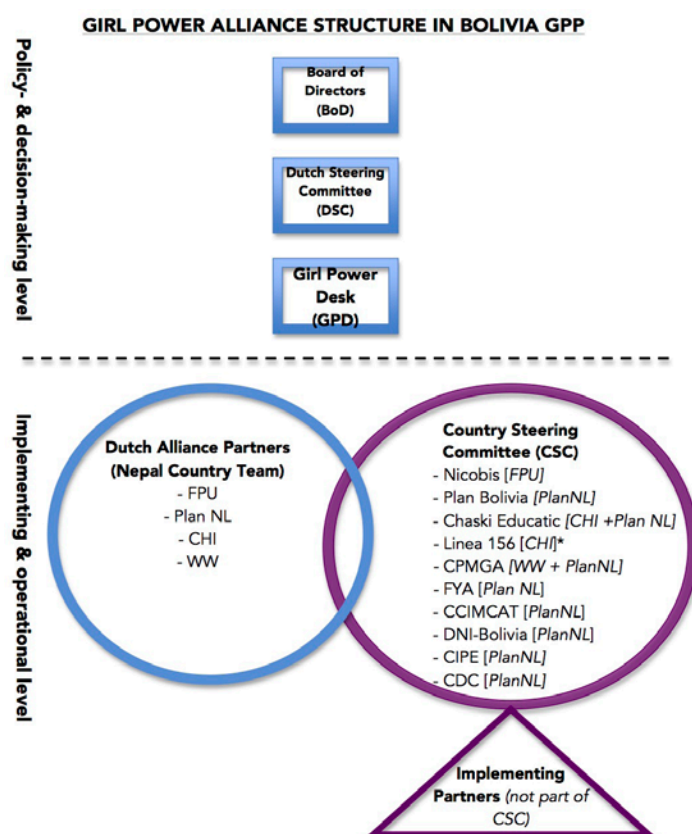 GIRL POWER ALLIANCE STRUCTURE IN BOLIVIA GPP
Policy- & decision-making level
Board of
Directors
(BoD)
Dutch Steering
Committee
(DSC)
Girl Power
Desk
(GPD)
Implementing & operational level
Dutch Alliance Partners
(Nepal Country Team)
- FPU
- Plan NL
- CHI
- WW
Country Steering
Committee (CSC)
- Nicobis [FPU]
- Plan Bolivia [PlanNL]
- Chaski Educatic [CHI +Plan NL]
- Linea 156 [CHI]*
- CPMGA [WW + PlanNL]
- FYA [Plan NL]
- CCIMCAT [PlanNL]
- DNI-Bolivia [PlanNL]
- CIPE [PlanNL]
- CDC [PlanNL]
Implementing
Partners (not part of
CSC)